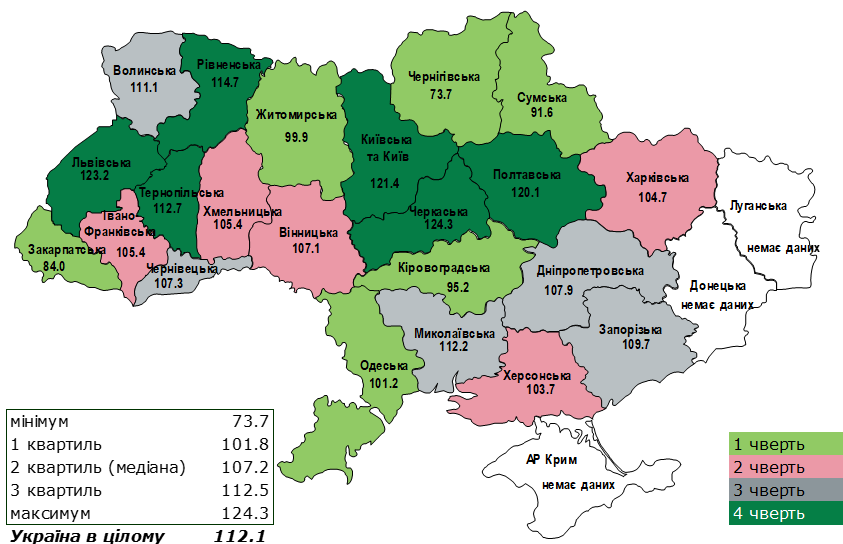 Волинська
111.1
Рівненська
114.7
Житомирська
99.9
Чернігівська
73.7
Сумська
91.6
Київська
та Київ
121.4
Львівська
123.2
Тернопільська
112.7
Хмельницька
105.4
Івано
Франківська
105.4
Закарпатська
84.0
Чернівецька
107.3
Вінницька
107.1
Черкаська
124.3
Полтавська
120.1
Харківська
104.7
Луганська
немає даних
Донецька
немає даних
Кіровоградська
95.2
Дніпропетровська
107.9
Запорізька
109.7
Миколаївська
112.2
Одеська
101.2
Херсонська
103.7
АР Крим
немає даних
мінімум 73.7
1 квартиль 101.8
2 квартиль (медіана) 107.2
3 квартиль 112.5
максимум 124.3
Україна в цілому 112.1
1 чверть
2 чверть
3 чверть
4 чверть